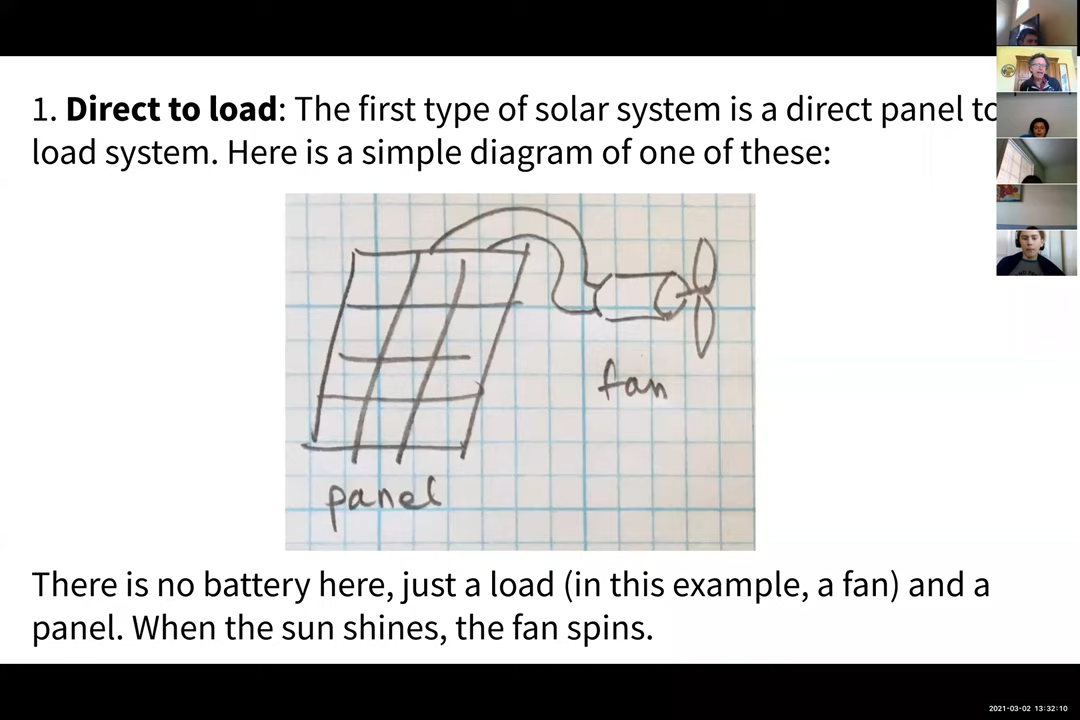 1. Direct to load: The first type of solar system is a direct panel to
load system. Here is a simple diagram of one of these:
fan
panel
There is no battery here, just a load (in this example, a fan) and a
panel. When the sun shines, the fan spins.
2021-03-02 13:32:10